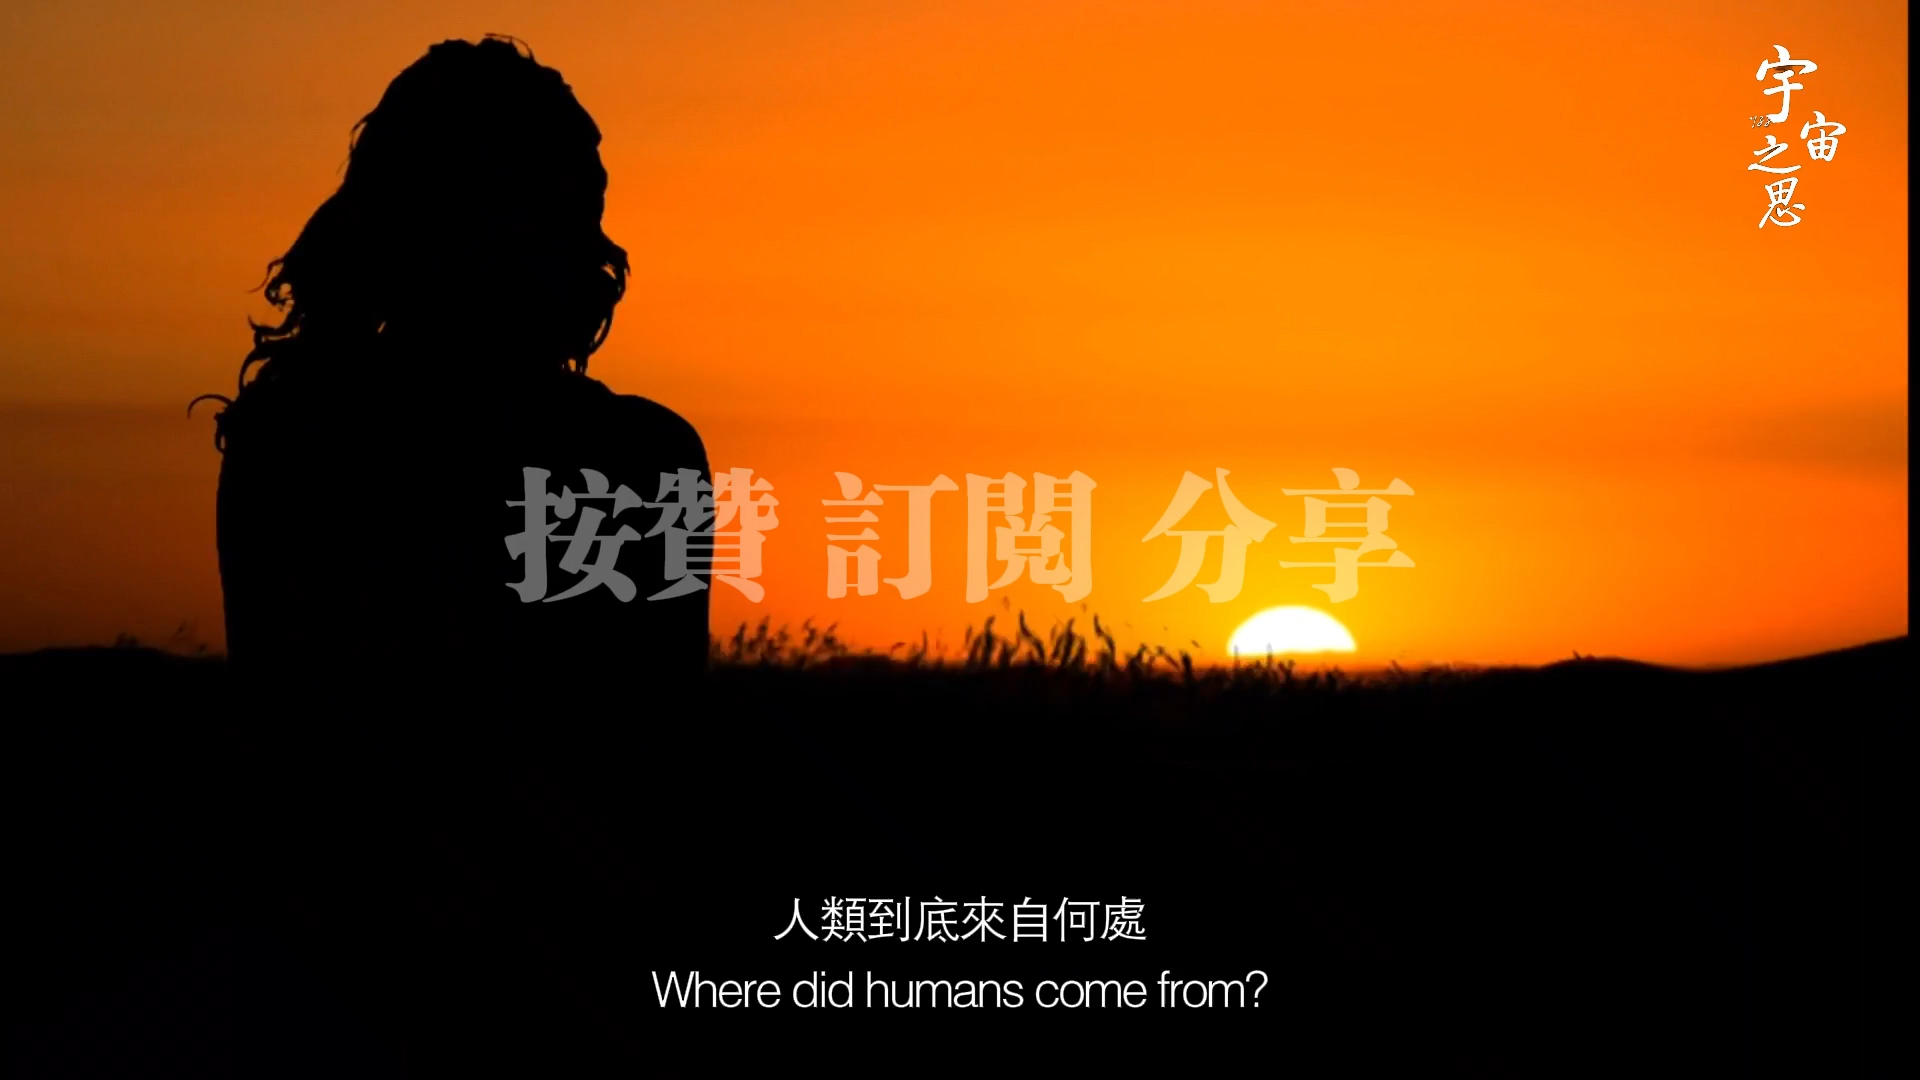 宇宙之思
按贊 訂閱 分享
人類到底來自何處
Where did humans come from?